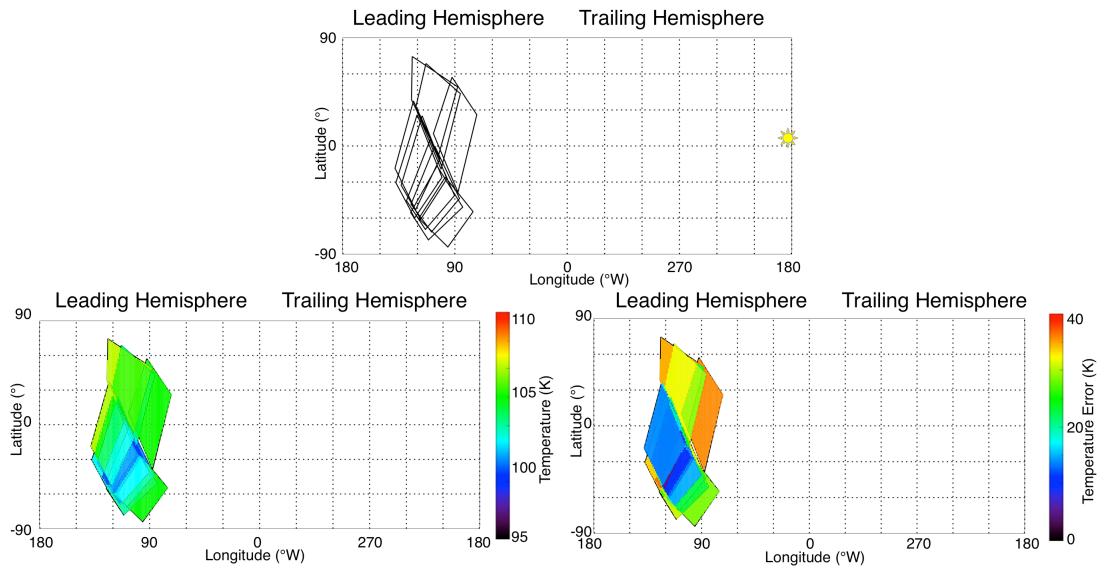 Leading Hemisphere Trailing Hemisphere
90
Latitude (°)
0
-90
180 90 0 270 180
Longitude (°W)
Leading Hemisphere Trailing Hemisphere
90
Latitude (°)
0
-90
180 90 0 270 180
Longitude (°W)
110
105
100
95
Temperature (K)
Leading Hemisphere Trailing Hemisphere
90
Latitude (°)
0
-90
180 90 0 270 180
Longitude (°W)
40
20
0
Temperature Error (K)